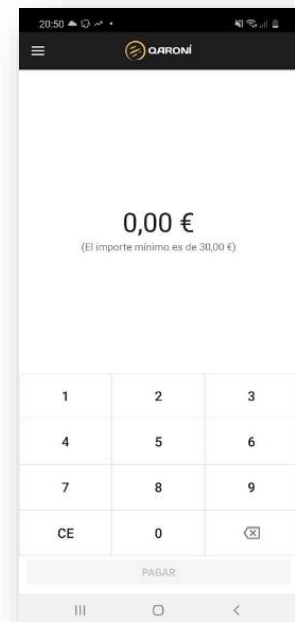 20:50
QARONÍ
0,00 €
(El importe mínimo es de 30,00 €)
1 2 3
4 5 6
7 8 9
CE 0
PAGAR